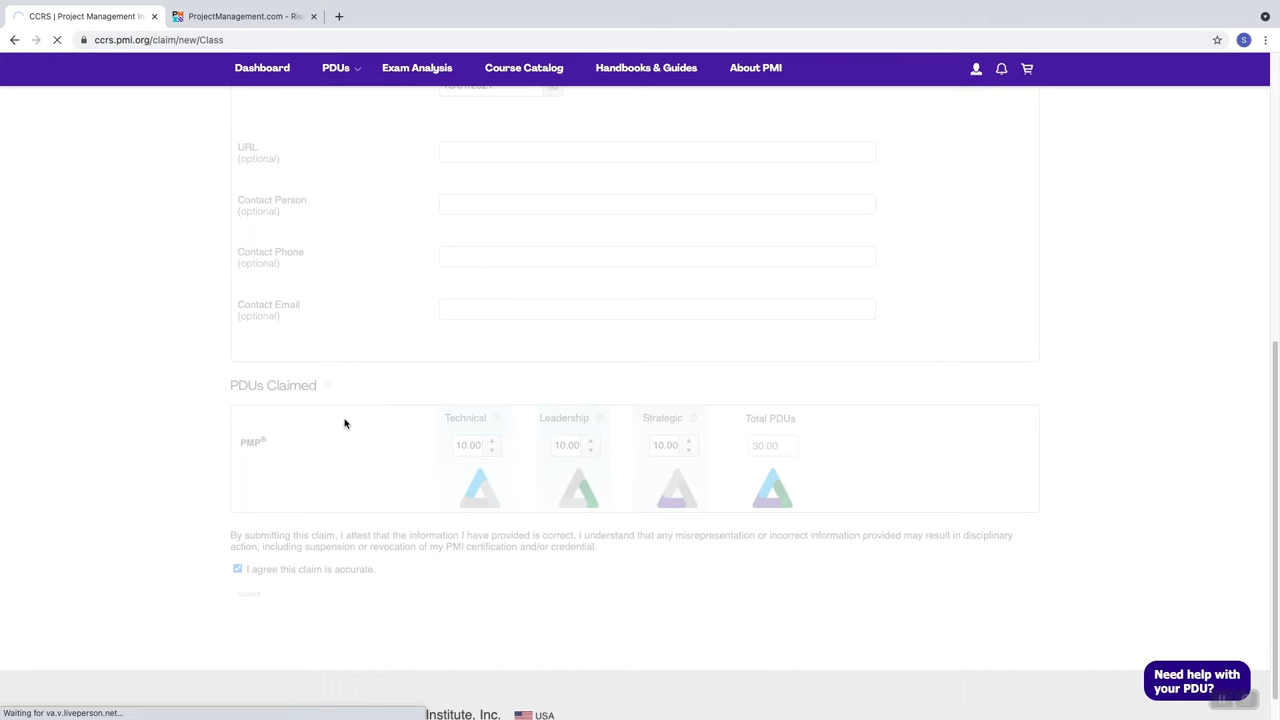 CCRS | Project Management In
ProjectManagement.com - Ris
ccrs.pmi.org/claim/new/Class
S
Dashboard PDUs Exam Analysis Course Catalog Handbooks & Guides About PMI
URL
(optional)
Contact Person
(optional)
Contact Phone
(optional)
Contact Email
(optional)
PDUs Claimed
Technical Leadership Strategic Total PDUs
PMP®
10.00 10.00 10.00 30.00
By submitting this claim, I attest that the information I have provided is correct. I understand that any misrepresentation or incorrect information provided may result in disciplinary
action, including suspension or revocation of my PMI certification and/or credential.
I agree this claim is accurate.
Submit
Need help with
your PDU?
Waiting for va.v.liveperson.net...
Institute, Inc. USA